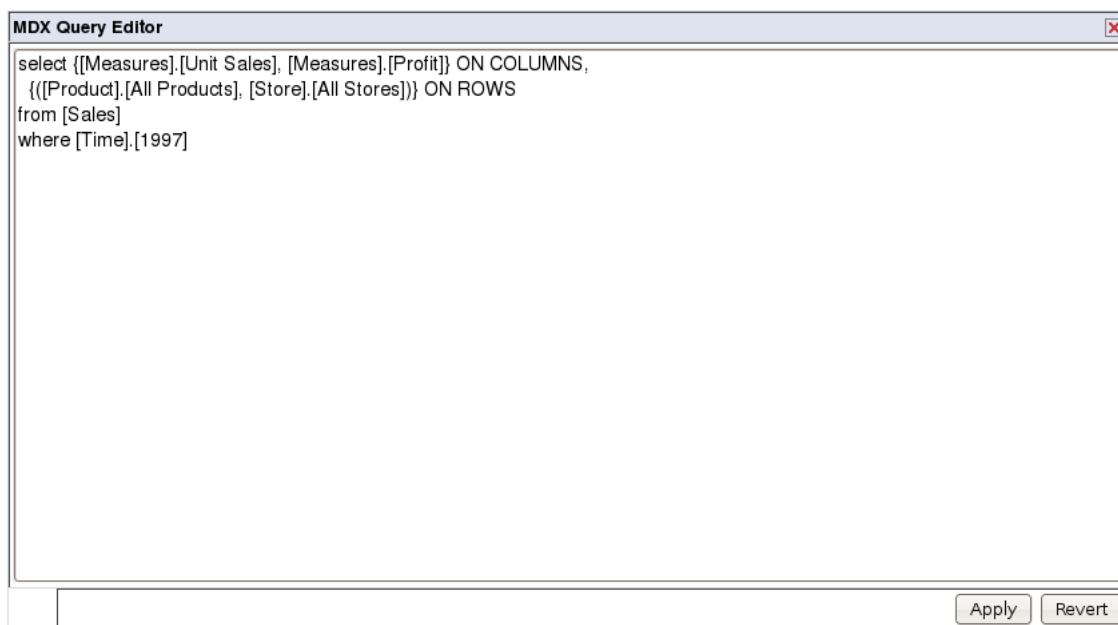 MDX Query Editor
select {[Measures].[Unit Sales], [Measures].[Profit]} ON COLUMNS,
{([Product].[All Products], [Store].[All Stores])} ON ROWS
from [Sales]
where [Time].[1997]
Apply Revert